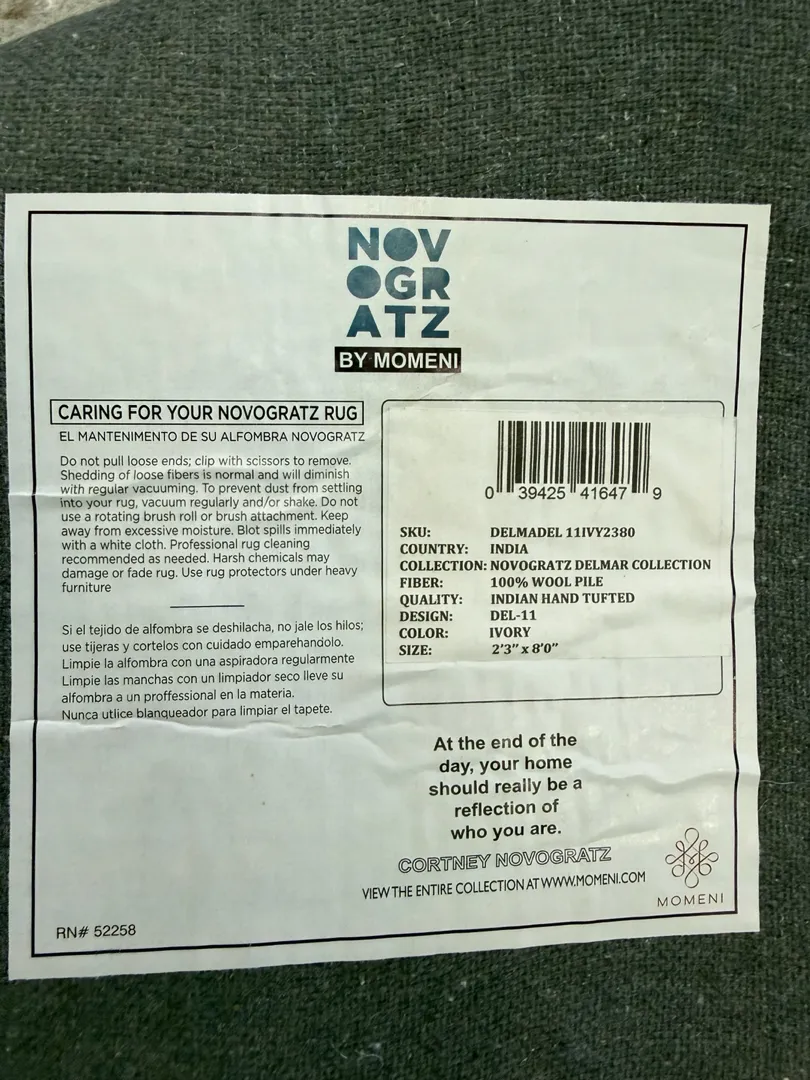 NOV
OGR
ATZ
BY MOMENI
CARING FOR YOUR NOVOGRATZ RUG
EL MANTENIMENTO DE SU ALFOMBRA NOVOGRATZ
Do not pull loose ends; clip with scissors to remove.
Shedding of loose fibers is normal and will diminish
with regular vacuuming. To prevent dust from settling
into your rug, vacuum regularly and/or shake. Do not
use a rotating brush roll or brush attachment. Keep
away from excessive moisture. Blot spills immediately
with a white cloth. Professional rug cleaning
recommended as needed. Harsh chemicals may
damage or fade rug. Use rug protectors under heavy
furniture
Si el tejido de alfombra se deshilacha, no jale los hilos;
use tijeras y cortelos con cuidado emparehandolo.
Limpie la alfombra con una aspiradora regularmente
Limpie las manchas con un limpiador seco lleve su
alfombra a un proffessional en la materia.
Nunca utlice blanqueador para limpiar el tapete.
0 39425 41647 9
SKU: DELMADEL 11IVY2380
COUNTRY: INDIA
COLLECTION: NOVOGRATZ DELMAR COLLECTION
FIBER: 100% WOOL PILE
QUALITY: INDIAN HAND TUFTED
DESIGN: DEL-11
COLOR: IVORY
SIZE: 2'3" x 8'0"
At the end of the
day, your home
should really be a
reflection of
who you are.
CORTNEY NOVOGRATZ
VIEW THE ENTIRE COLLECTION AT WWW.MOMENI.COM
MOMENI
RN# 52258